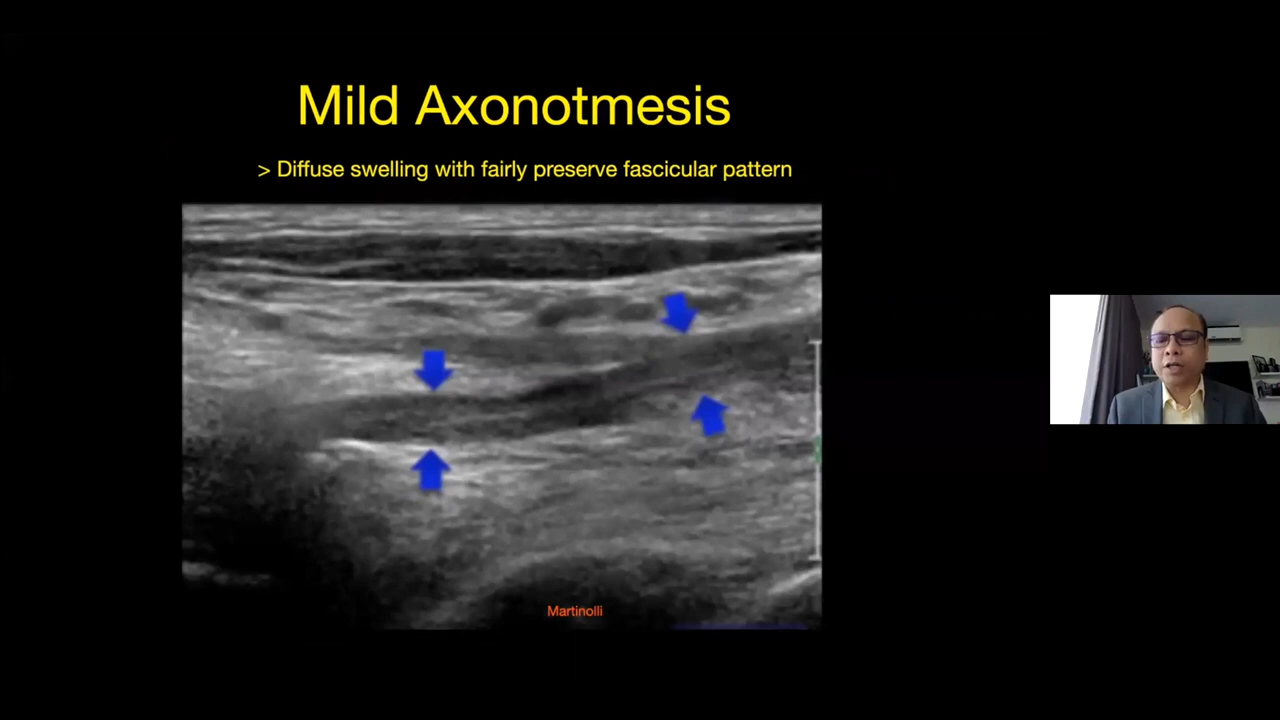 Mild Axonotmesis
> Diffuse swelling with fairly preserve fascicular pattern
Martinolli